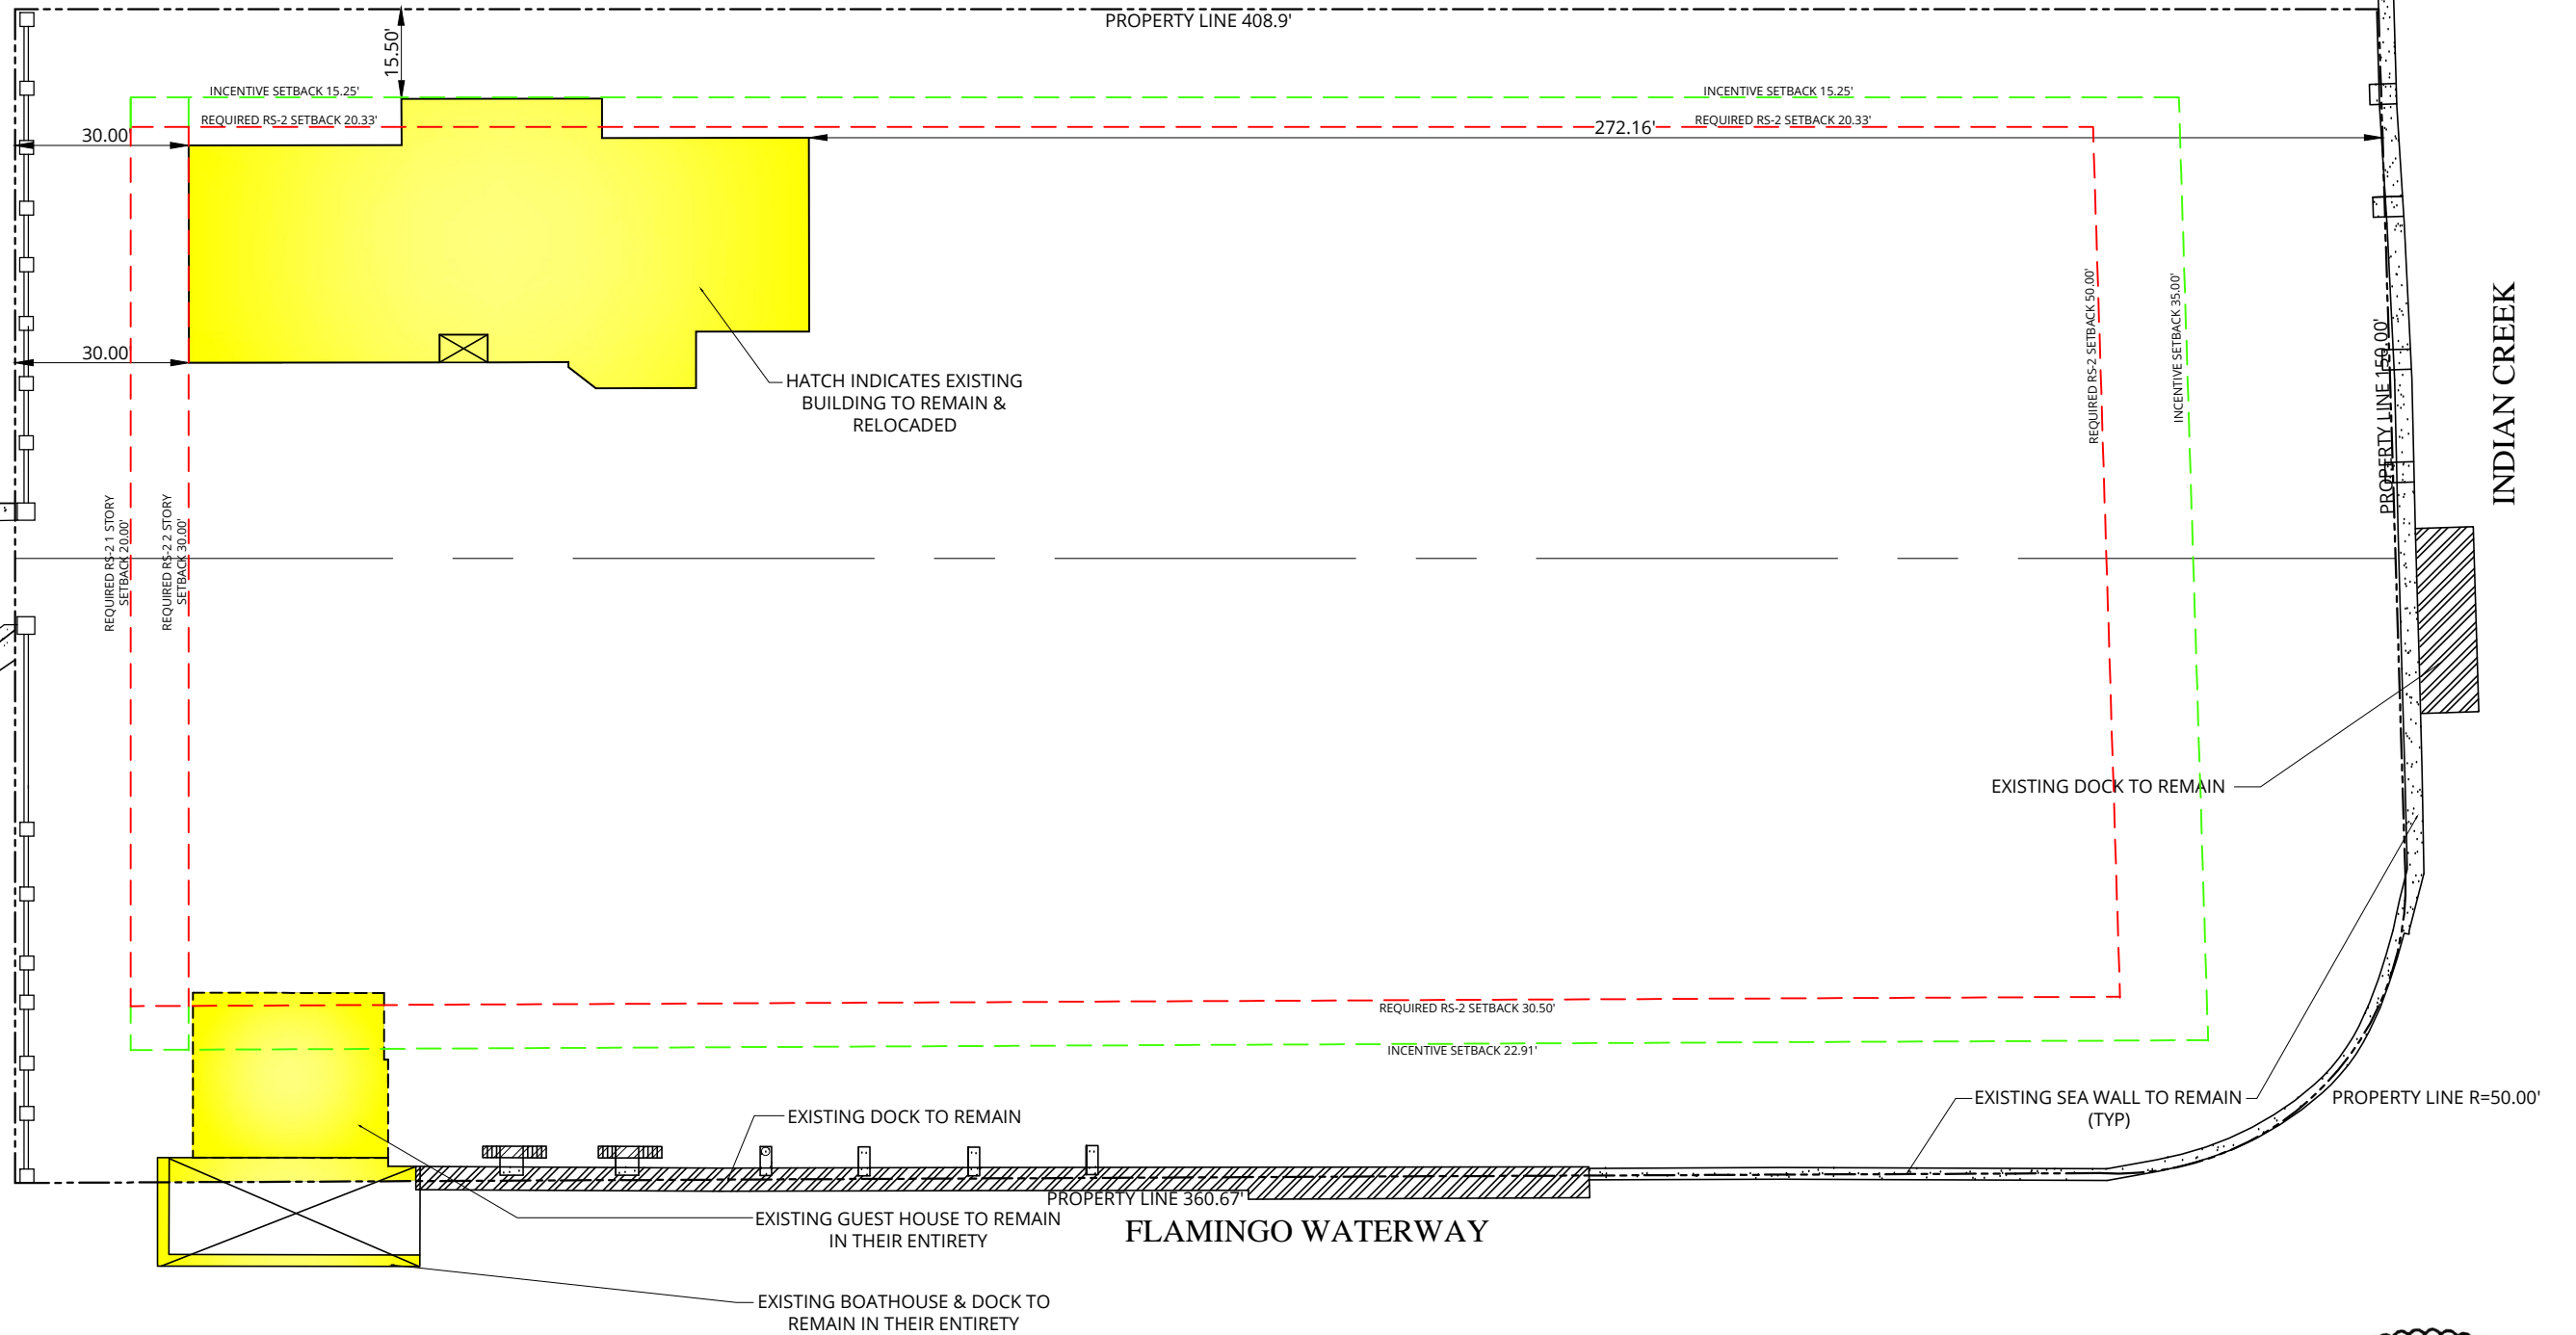 PROPERTY LINE 408.9'
15.50'
INCENTIVE SETBACK 15.25'
INCENTIVE SETBACK 15.25'
REQUIRED RS-2 SETBACK 20.33'
REQUIRED RS-2 SETBACK 20.33'
30.00'
272.16'
30.00'
HATCH INDICATES EXISTING
BUILDING TO REMAIN &
RELOCADED
REQUIRED RS-2 SETBACK 50.00'
INCENTIVE SETBACK 35.00'
PROPERTY LINE 150.00'
INDIAN CREEK
REQUIRED RS-2 1 STORY
SETBACK 20.00'
REQUIRED RS-2 2 STORY
SETBACK 30.00'
EXISTING DOCK TO REMAIN
REQUIRED RS-2 SETBACK 30.50'
INCENTIVE SETBACK 22.91'
EXISTING SEA WALL TO REMAIN
(TYP)
PROPERTY LINE R=50.00'
EXISTING DOCK TO REMAIN
PROPERTY LINE 360.67'
EXISTING GUEST HOUSE TO REMAIN
IN THEIR ENTIRETY
FLAMINGO WATERWAY
EXISTING BOATHOUSE & DOCK TO
REMAIN IN THEIR ENTIRETY